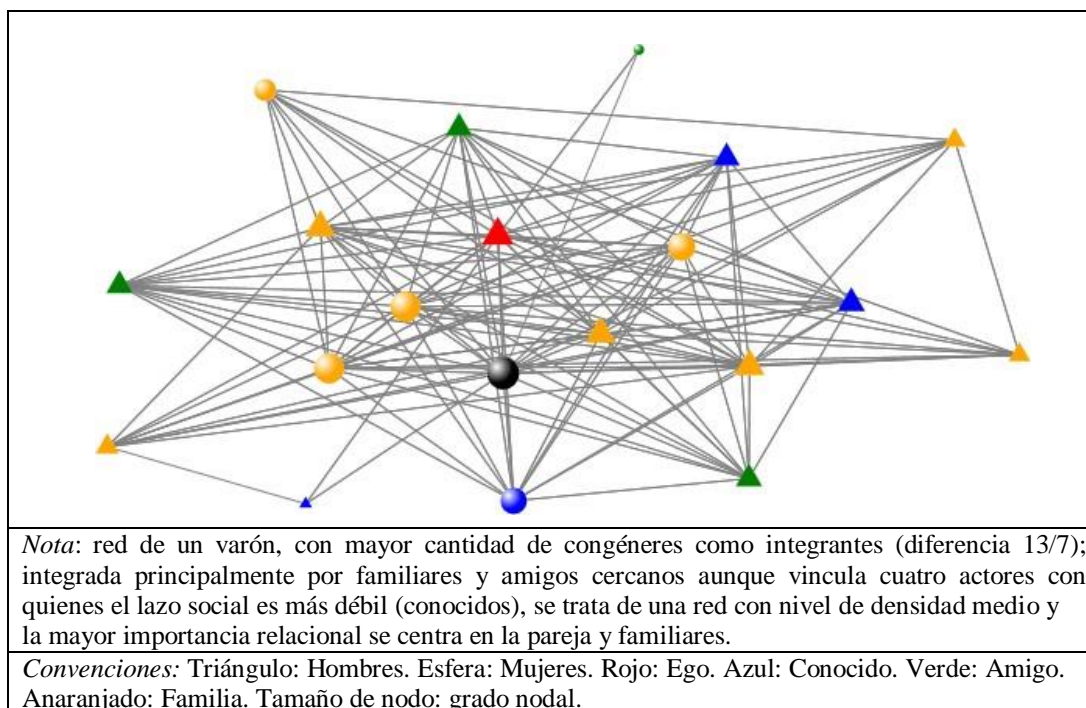 Nota: red de un varón, con mayor cantidad de congéneres como integrantes (diferencia 13/7);
integrada principalmente por familiares y amigos cercanos aunque vincula cuatro actores con
quienes el lazo social es más débil (conocidos), se trata de una red con nivel de densidad medio y
la mayor importancia relacional se centra en la pareja y familiares.
Convenciones: Triángulo: Hombres. Esfera: Mujeres. Rojo: Ego. Azul: Conocido. Verde: Amigo.
Anaranjado: Familia. Tamaño de nodo: grado nodal.